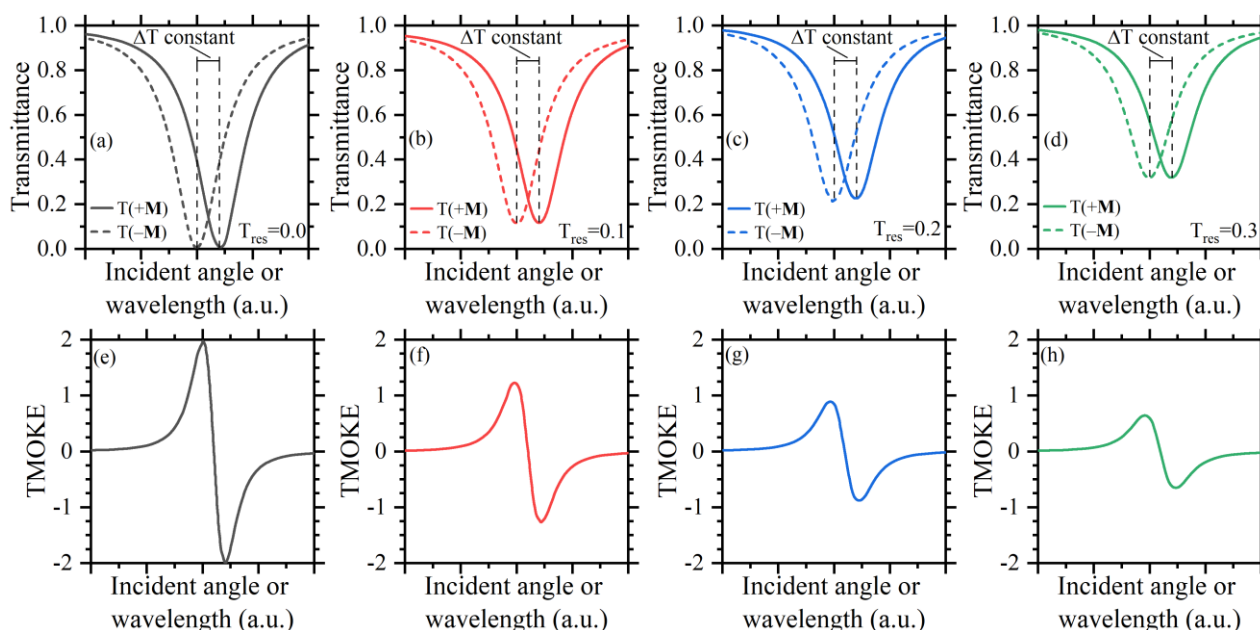 1.0
0.8
0.6
0.4
0.2
0.0
Transmittance
ΔT constant
(a)
T(+M)
T(−M)
T_res=0.0
Incident angle or
wavelength (a.u.)
1.0
0.8
0.6
0.4
0.2
0.0
Transmittance
ΔT constant
(b)
T(+M)
T(−M)
T_res=0.1
Incident angle or
wavelength (a.u.)
1.0
0.8
0.6
0.4
0.2
0.0
Transmittance
ΔT constant
(c)
T(+M)
T(−M)
T_res=0.2
Incident angle or
wavelength (a.u.)
1.0
0.8
0.6
0.4
0.2
0.0
Transmittance
ΔT constant
(d)
T(+M)
T(−M)
T_res=0.3
Incident angle or
wavelength (a.u.)
2
1
0
-1
-2
TMOKE
(e)
Incident angle or
wavelength (a.u.)
2
1
0
-1
-2
TMOKE
(f)
Incident angle or
wavelength (a.u.)
2
1
0
-1
-2
TMOKE
(g)
Incident angle or
wavelength (a.u.)
2
1
0
-1
-2
TMOKE
(h)
Incident angle or
wavelength (a.u.)